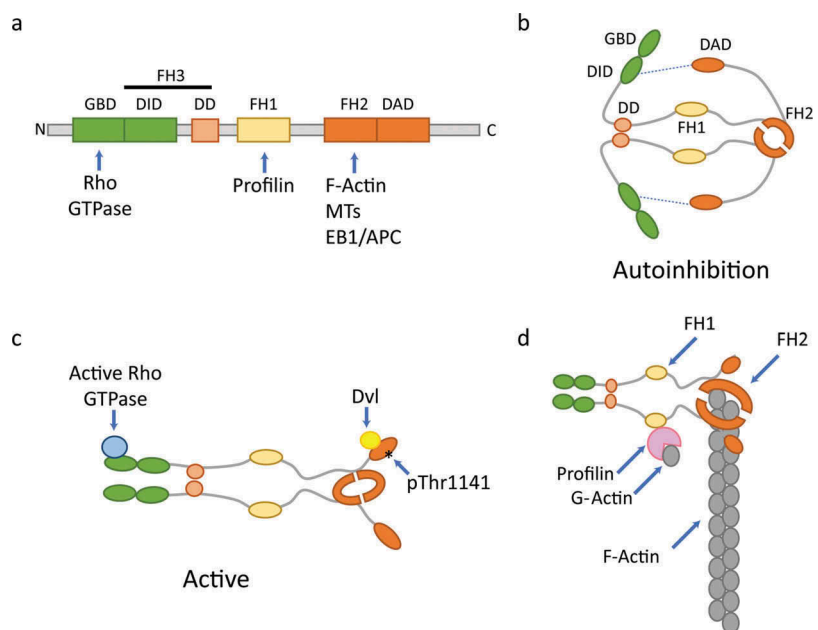 a
FH3
GBD DID DD FH1 FH2 DAD
N C
Rho
GTPase
Profilin
F-Actin
MTs
EB1/APC
b
GBD
DID
DAD
DD
FH1
FH2
Autoinhibition
c
Active Rho
GTPase
Dvl
*
pThr1141
Active
d
FH1
FH2
Profilin
G-Actin
F-Actin